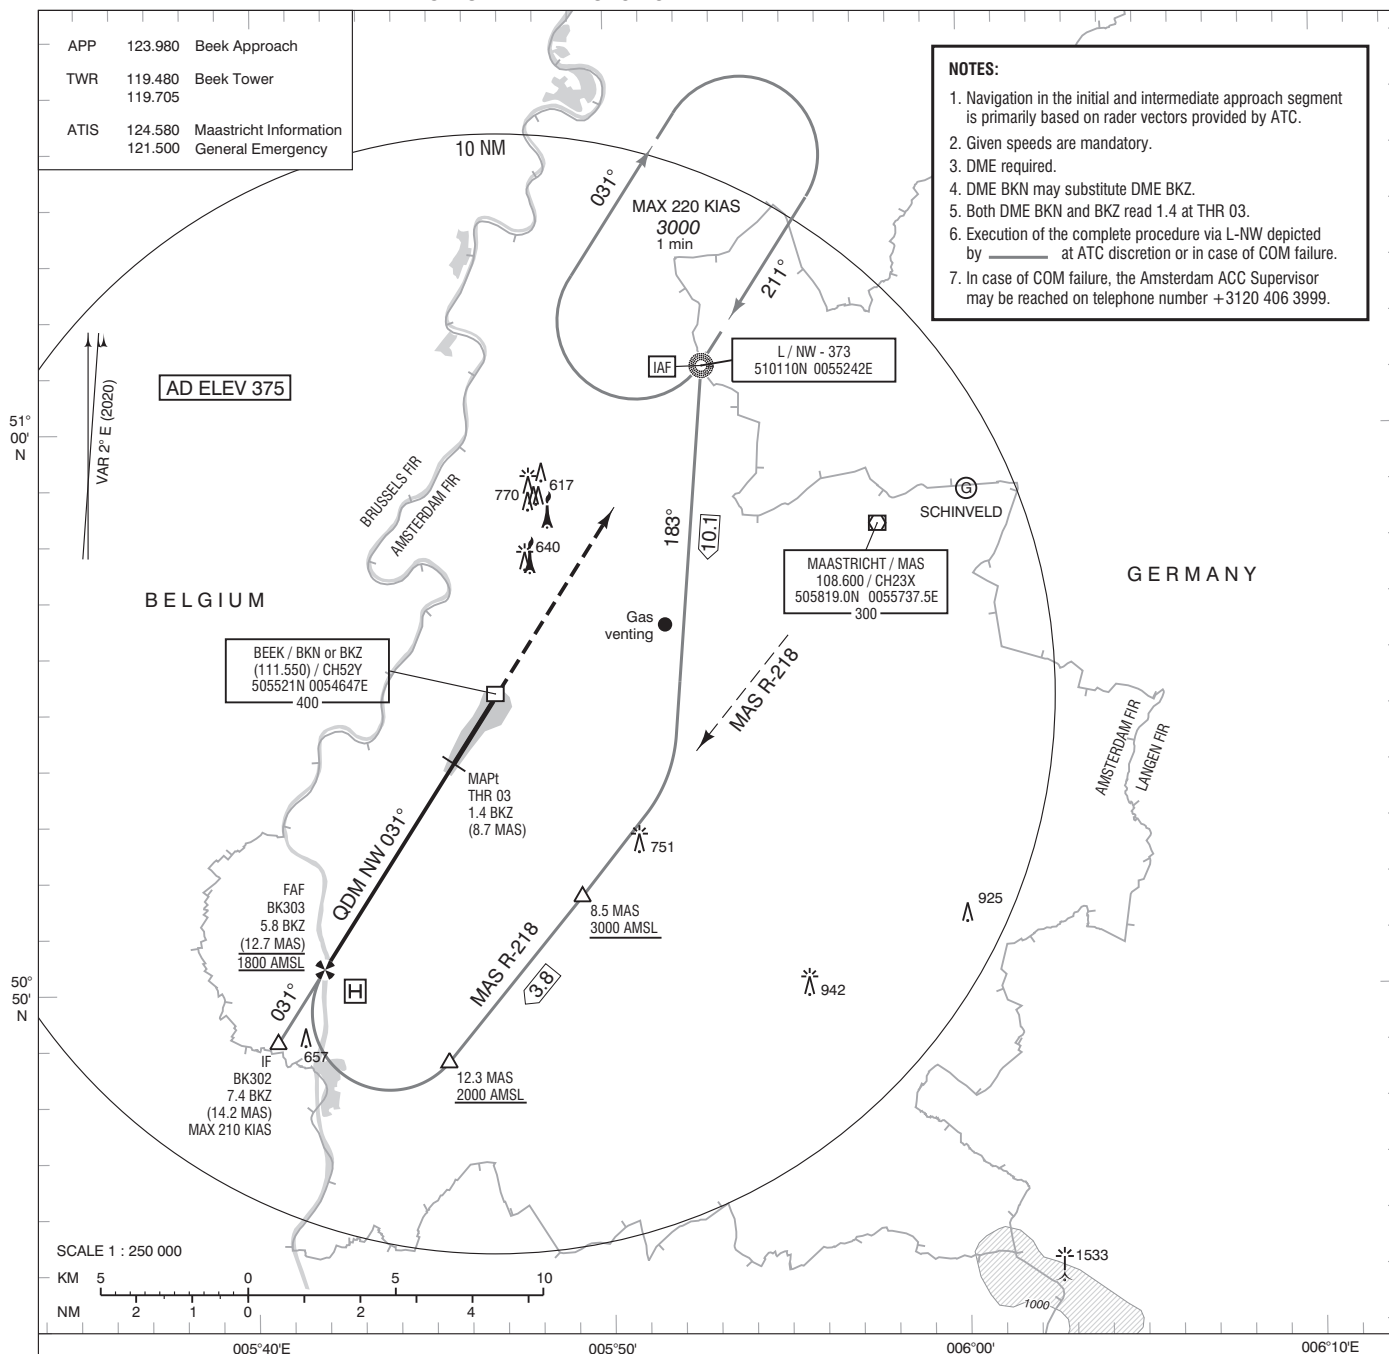 APP 123.980 Beek Approach
TWR 119.480 Beek Tower
119.705
ATIS 124.580 Maastricht Information
121.500 General Emergency
NOTES:
1. Navigation in the initial and intermediate approach segment
is primarily based on rader vectors provided by ATC.
2. Given speeds are mandatory.
3. DME required.
4. DME BKN may substitute DME BKZ.
5. Both DME BKN and BKZ read 1.4 at THR 03.
6. Execution of the complete procedure via L-NW depicted
by at ATC discretion or in case of COM failure.
7. In case of COM failure, the Amsterdam ACC Supervisor
may be reached on telephone number +3120 406 3999.
10 NM
031°
MAX 220 KIAS
3000
1 min
211°
IAF
L / NW - 373
510110N 0055242E
AD ELEV 375
VAR 2° E (2020)
51°
00'
N
BRUSSELS FIR
AMSTERDAM FIR
770
617
640
183°
10.1
G
SCHINVELD
MAASTRICHT / MAS
108.600 / CH23X
505819.0N 0055737.5E
300
GERMANY
BELGIUM
Gas
venting
BEEK / BKN or BKZ
(111.550) / CH52Y
505521N 0054647E
400
MAS R-218
AMSTERDAM FIR
LANGEN FIR
MAPt
THR 03
1.4 BKZ
(8.7 MAS)
QDM NW 031°
751
FAF
BK303
5.8 BKZ
(12.7 MAS)
1800 AMSL
8.5 MAS
3000 AMSL
925
MAS R-218
3.8
942
50°
50'
N
H
031°
657
IF
BK302
7.4 BKZ
(14.2 MAS)
MAX 210 KIAS
12.3 MAS
2000 AMSL
1533
1000
SCALE 1 : 250 000
KM 5 0 5 10
NM 2 1 0 2 4
005°40'E 005°50' 006°00' 006°10'E